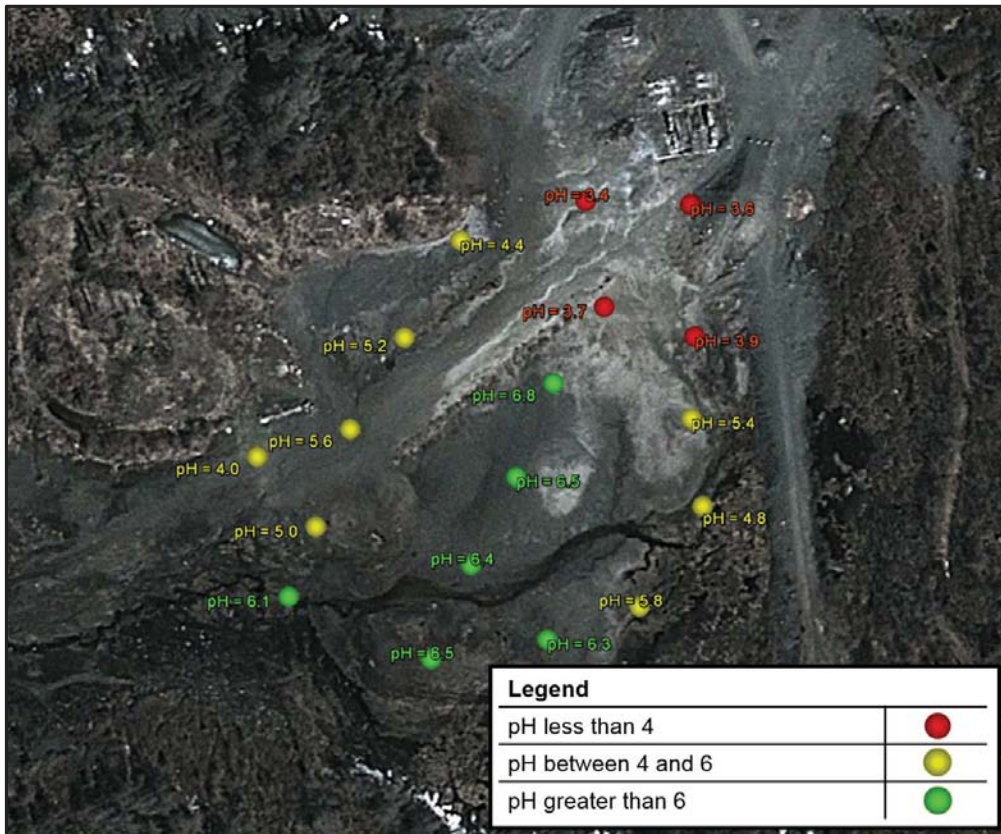 pH = 3.4
pH = 3.6
pH = 4.4
pH = 3.7
pH = 5.2
pH = 3.9
pH = 6.8
pH = 5.4
pH = 5.6
pH = 4.0
pH = 6.5
pH = 4.8
pH = 5.0
pH = 6.4
pH = 6.1
pH = 5.8
pH = 6.3
pH = 6.5
Legend
pH less than 4
pH between 4 and 6
pH greater than 6